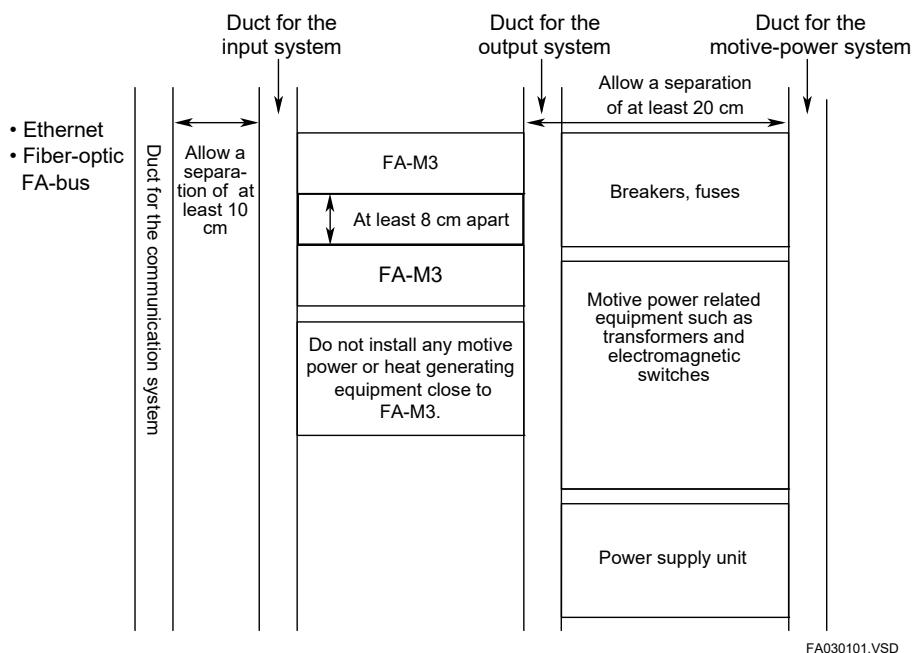 Duct for the
input system
Duct for the
output system
Duct for the
motive-power system
• Ethernet
• Fiber-optic
FA-bus
Duct for the communication system
Allow a
separa-
tion of at
least 10
cm
FA-M3
At least 8 cm apart
FA-M3
Do not install any motive
power or heat generating
equipment close to
FA-M3.
Allow a separation
of at least 20 cm
Breakers, fuses
Motive power related
equipment such as
transformers and
electromagnetic
switches
Power supply unit
FA030101.VSD